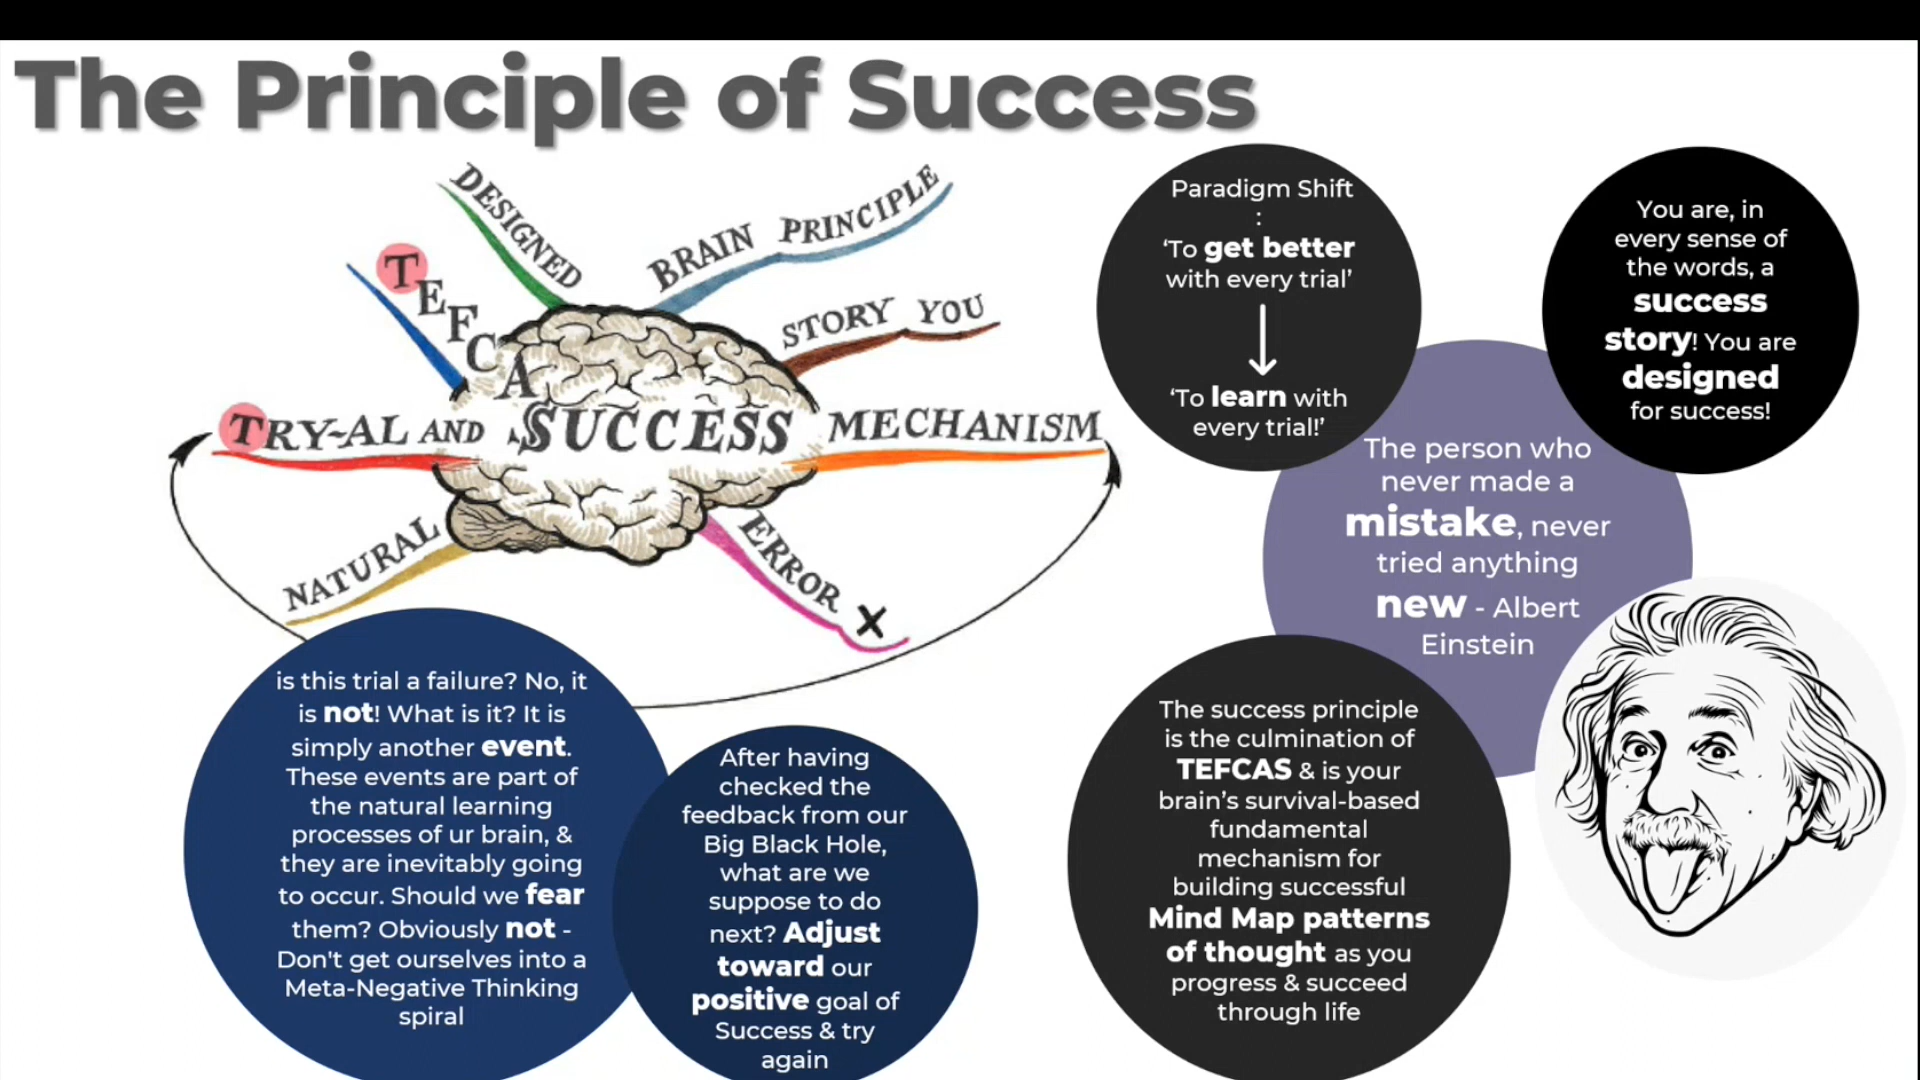 The Principle of Success
DESIGNED
BRAIN PRINCIPLE
TEFCA
STORY YOU
TRY-AL AND
SUCCESS
MECHANISM
NATURAL
ERROR X
Paradigm Shift
:
‘To get better
with every trial’
‘To learn with
every trial!’
You are, in
every sense of
the words, a
success
story! You are
designed
for success!
The person who
never made a
mistake, never
tried anything
new - Albert
Einstein
is this trial a failure? No, it
is not! What is it? It is
simply another event.
These events are part of
the natural learning
processes of ur brain, &
they are inevitably going
to occur. Should we fear
them? Obviously not -
Don't get ourselves into a
Meta-Negative Thinking
spiral
After having
checked the
feedback from our
Big Black Hole,
what are we
suppose to do
next? Adjust
toward our
positive goal of
Success & try
again
The success principle
is the culmination of
TEFCAS & is your
brain’s survival-based
fundamental
mechanism for
building successful
Mind Map patterns
of thought as you
progress & succeed
through life